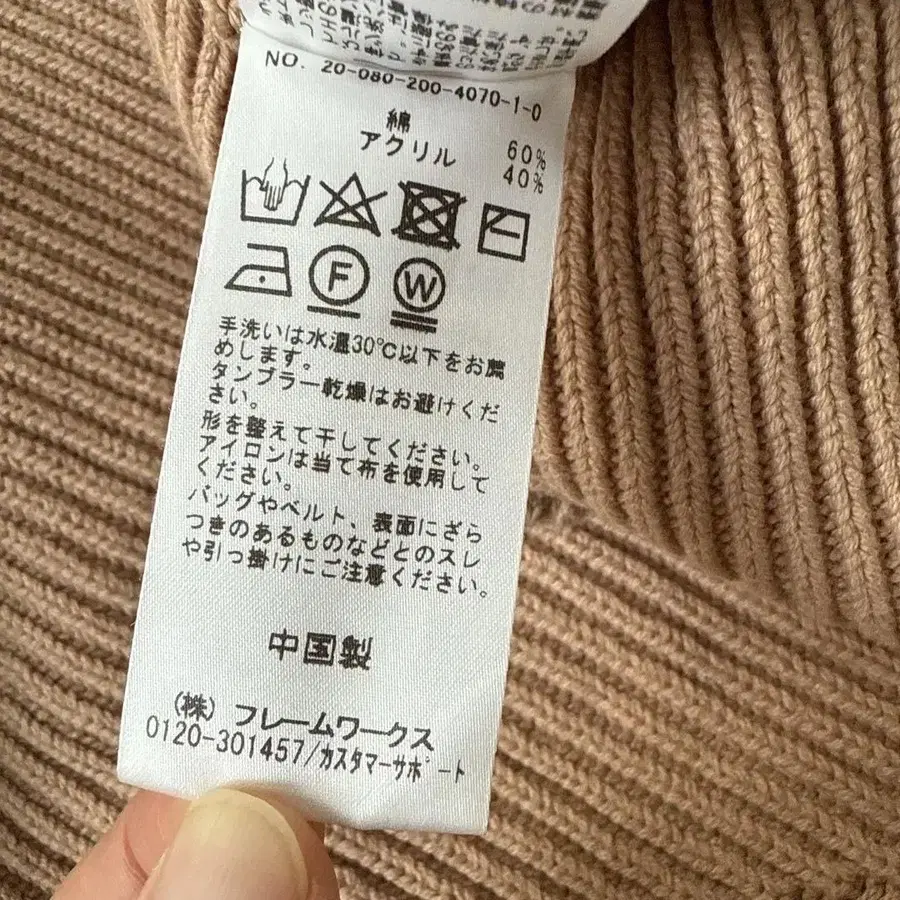 NO. 20-080-200-4070-1-0
綿 60%
アクリル 40%
F W
手洗いは水温30℃以下をお薦
めします。
タンブラー乾燥はお避けくだ
さい。
形を整えて干してください。
アイロンは当て布を使用して
ください。
バッグやベルト、表面にざら
つきのあるものなどとのスレ
や引っ掛けにご注意ください。
中国製
(株) フレームワークス
0120-301457/カスタマーサポート